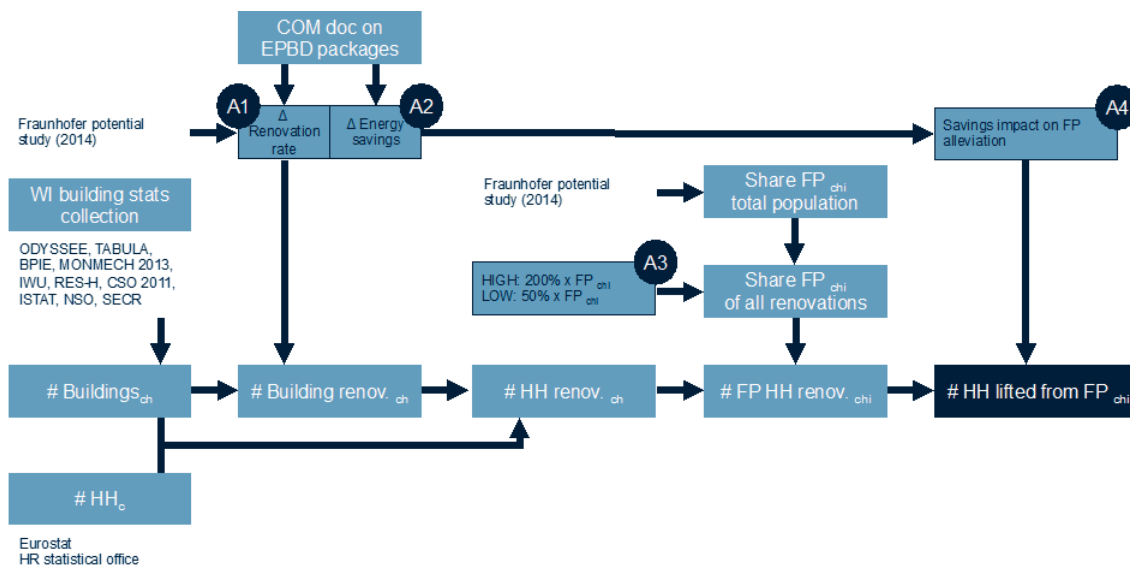 COM doc on
EPBD packages
A1
A2
A4
Δ
Renovation
rate
Δ Energy
savings
Fraunhofer potential
study (2014)
Savings impact on FP
alleviation
WI building stats
collection
Fraunhofer potential
study (2014)
Share FP chi
total population
ODYSSEE, TABULA,
BPIE, MONMECH 2013,
IWU, RES-H, CSO 2011,
ISTAT, NSO, SECR
A3
HIGH: 200% x FP chi
LOW: 50% x FP chi
Share FP chi
of all renovations
# Buildings ch
# Building renov. ch
# HH renov. ch
# FP HH renov. chi
# HH lifted from FP chi
# HH c
Eurostat
HR statistical office